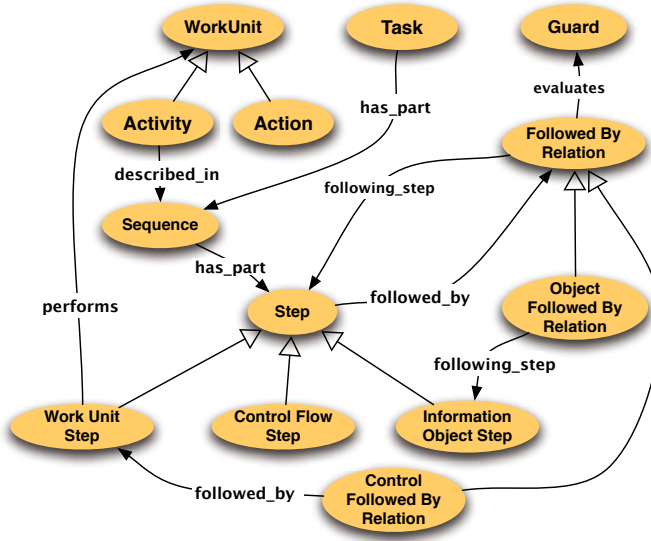 WorkUnit
Task
Guard
evaluates
has_part
Activity
Action
Followed By
Relation
described_in
following_step
Sequence
has_part
performs
followed_by
Step
Object
Followed By
Relation
following_step
Work Unit
Step
Control Flow
Step
Information
Object Step
followed_by
Control
Followed By
Relation